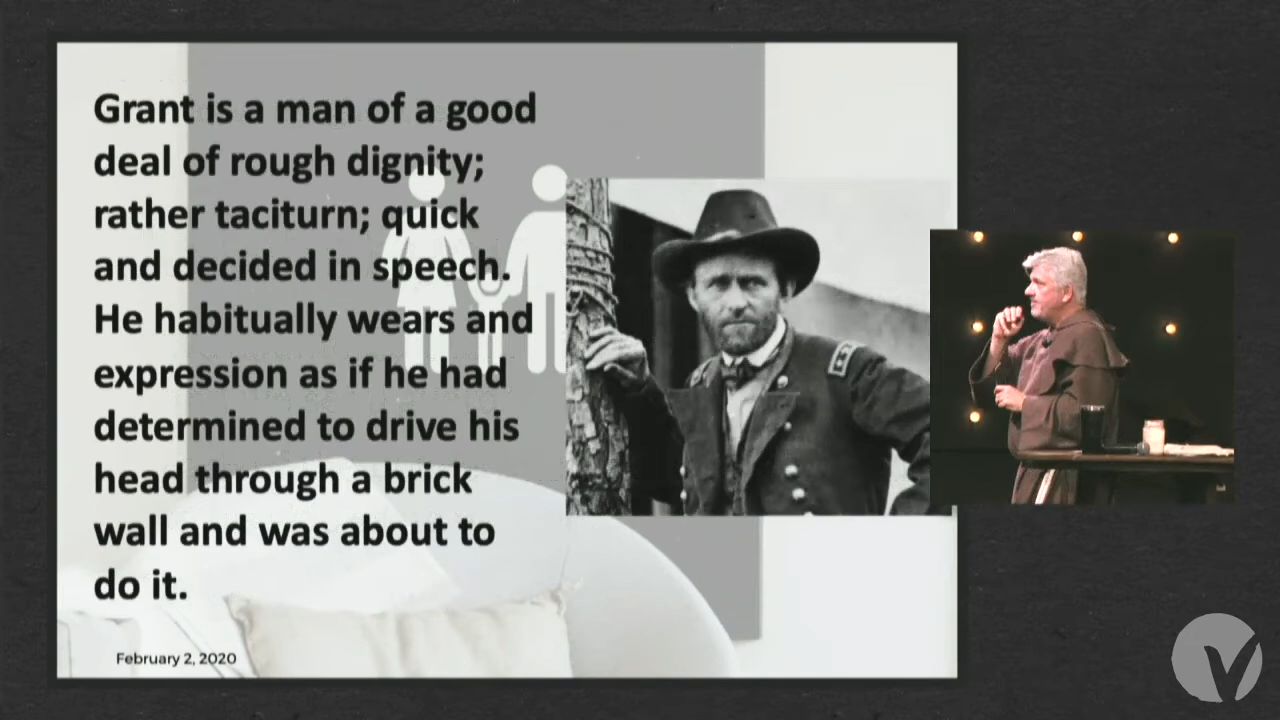 Grant is a man of a good
deal of rough dignity;
rather taciturn; quick
and decided in speech.
He habitually wears and
expression as if he had
determined to drive his
head through a brick
wall and was about to
do it.
February 2, 2020